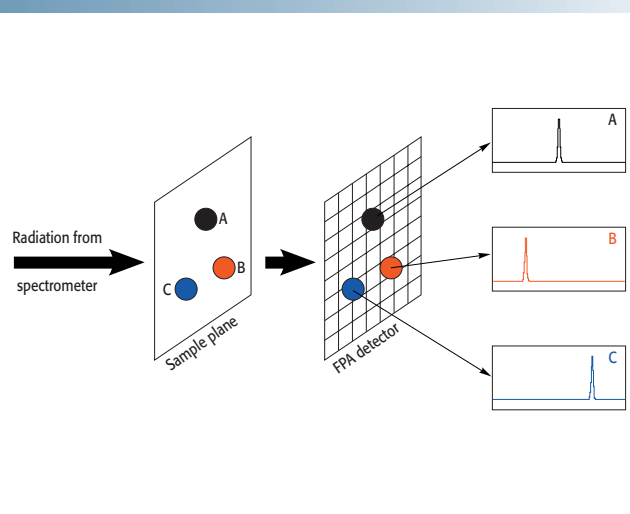 Radiation from
spectrometer
A
B
C
Sample plane
FPA detector
A
B
C